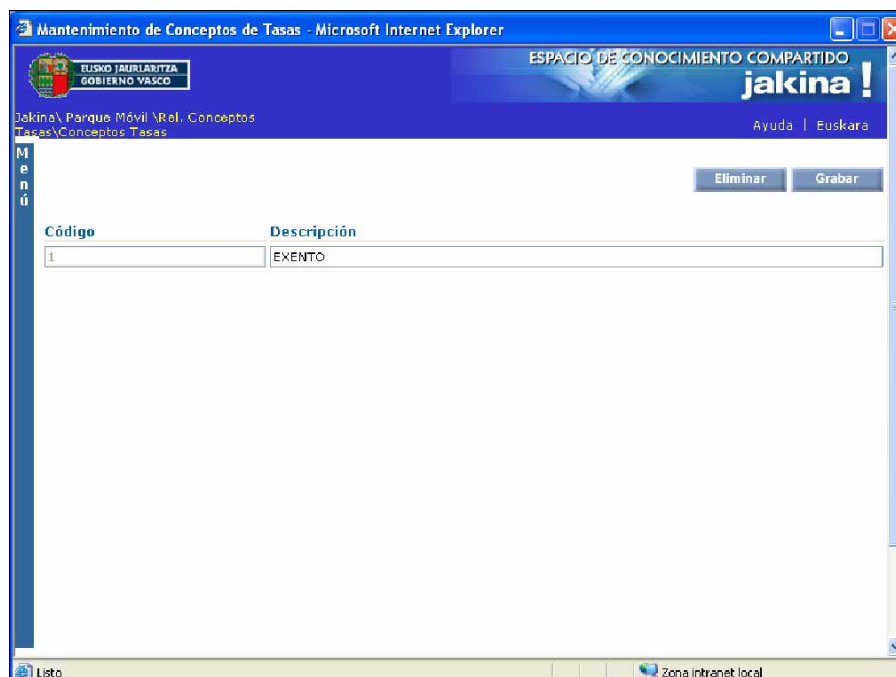 Mantenimiento de Conceptos de Tasas - Microsoft Internet Explorer
EUSKO JAURLARITZA
GOBIERNO VASCO
ESPACIO DE CONOCIMIENTO COMPARTIDO
jakina !
Jakina\ Parque Móvil \Rel. Conceptos
Tasas\Conceptos Tasas
Ayuda | Euskara
M
e
n
ú
Eliminar Grabar
Código Descripción
1 EXENTO
Listo Zona intranet local